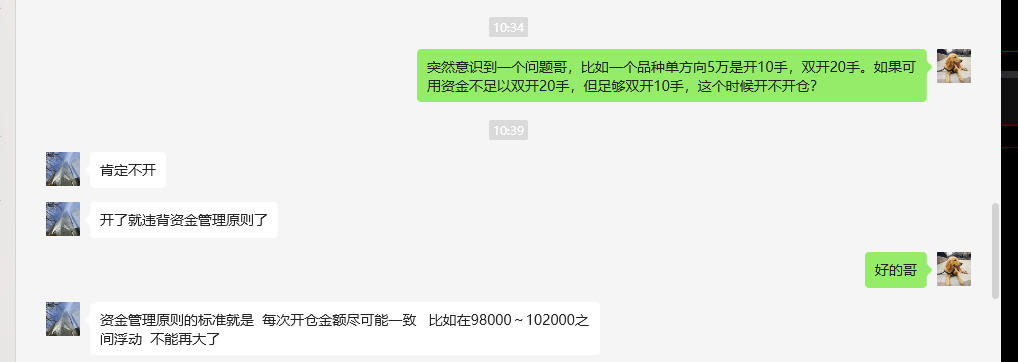 10:34
突然意识到一个问题哥，比如一个品种单方向5万是开10手，双开20手。如果可
用资金不足以双开20手，但足够双开10手，这个时候开不开仓？
10:39
肯定不开
开了就违背资金管理原则了
好的哥
资金管理原则的标准就是  每次开仓金额尽可能一致   比如在98000～102000之
间浮动  不能再大了